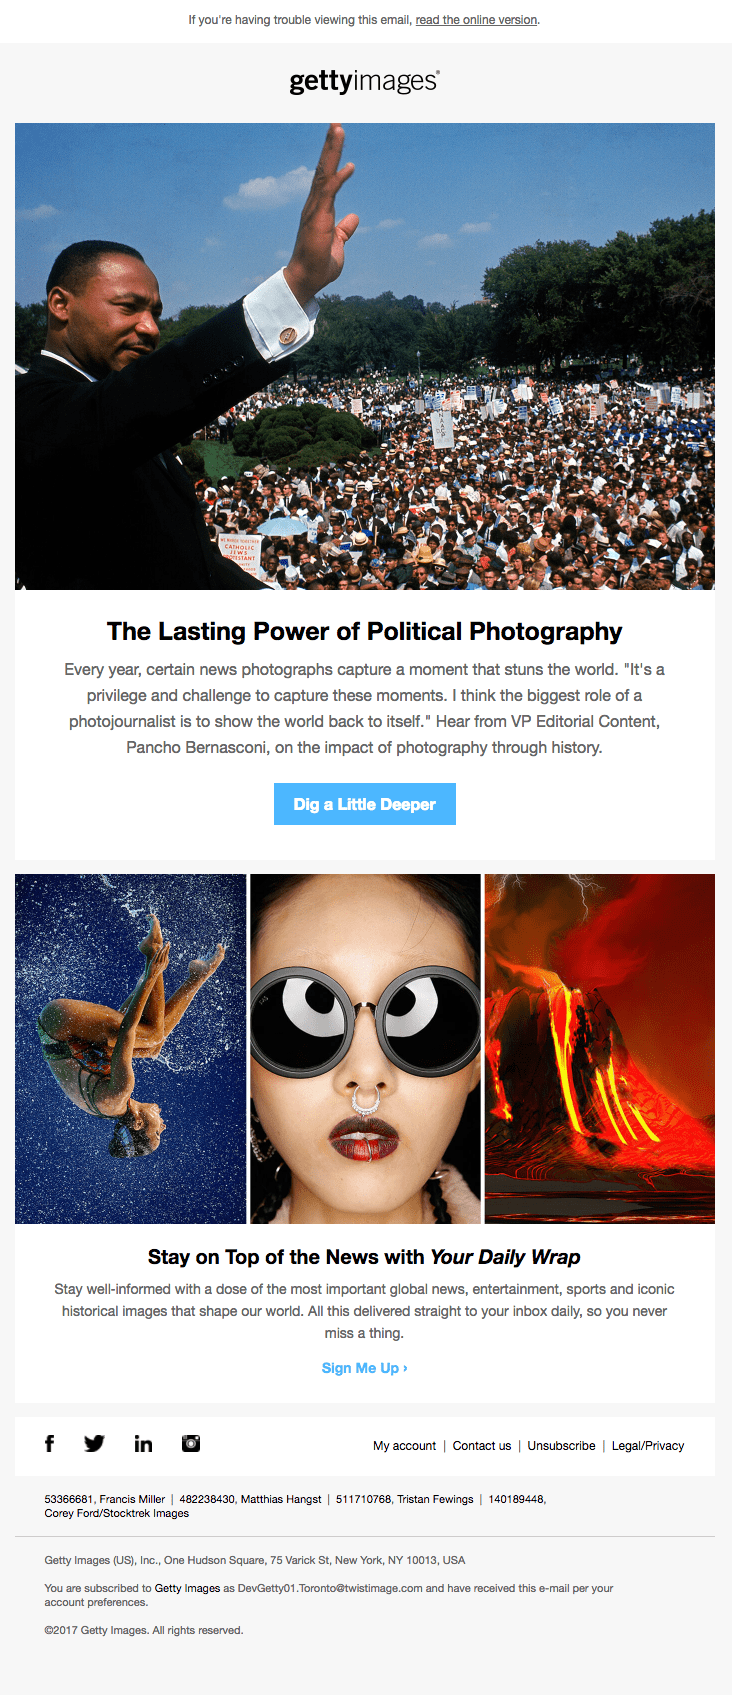 If you're having trouble viewing this email, read the online version.
gettyimages®
NAACP
WE MARCH TOGETHER
CATHOLIC
JEWS
PROTESTANT
The Lasting Power of Political Photography
Every year, certain news photographs capture a moment that stuns the world. "It's a
privilege and challenge to capture these moments. I think the biggest role of a
photojournalist is to show the world back to itself." Hear from VP Editorial Content,
Pancho Bernasconi, on the impact of photography through history.
Dig a Little Deeper
Stay on Top of the News with Your Daily Wrap
Stay well-informed with a dose of the most important global news, entertainment, sports and iconic
historical images that shape our world. All this delivered straight to your inbox daily, so you never
miss a thing.
Sign Me Up ›
My account | Contact us | Unsubscribe | Legal/Privacy
53366681, Francis Miller | 482238430, Matthias Hangst | 511710768, Tristan Fewings | 140189448,
Corey Ford/Stocktrek Images
Getty Images (US), Inc., One Hudson Square, 75 Varick St, New York, NY 10013, USA
You are subscribed to Getty Images as DevGetty01.Toronto@twistimage.com and have received this e-mail per your
account preferences.
©2017 Getty Images. All rights reserved.